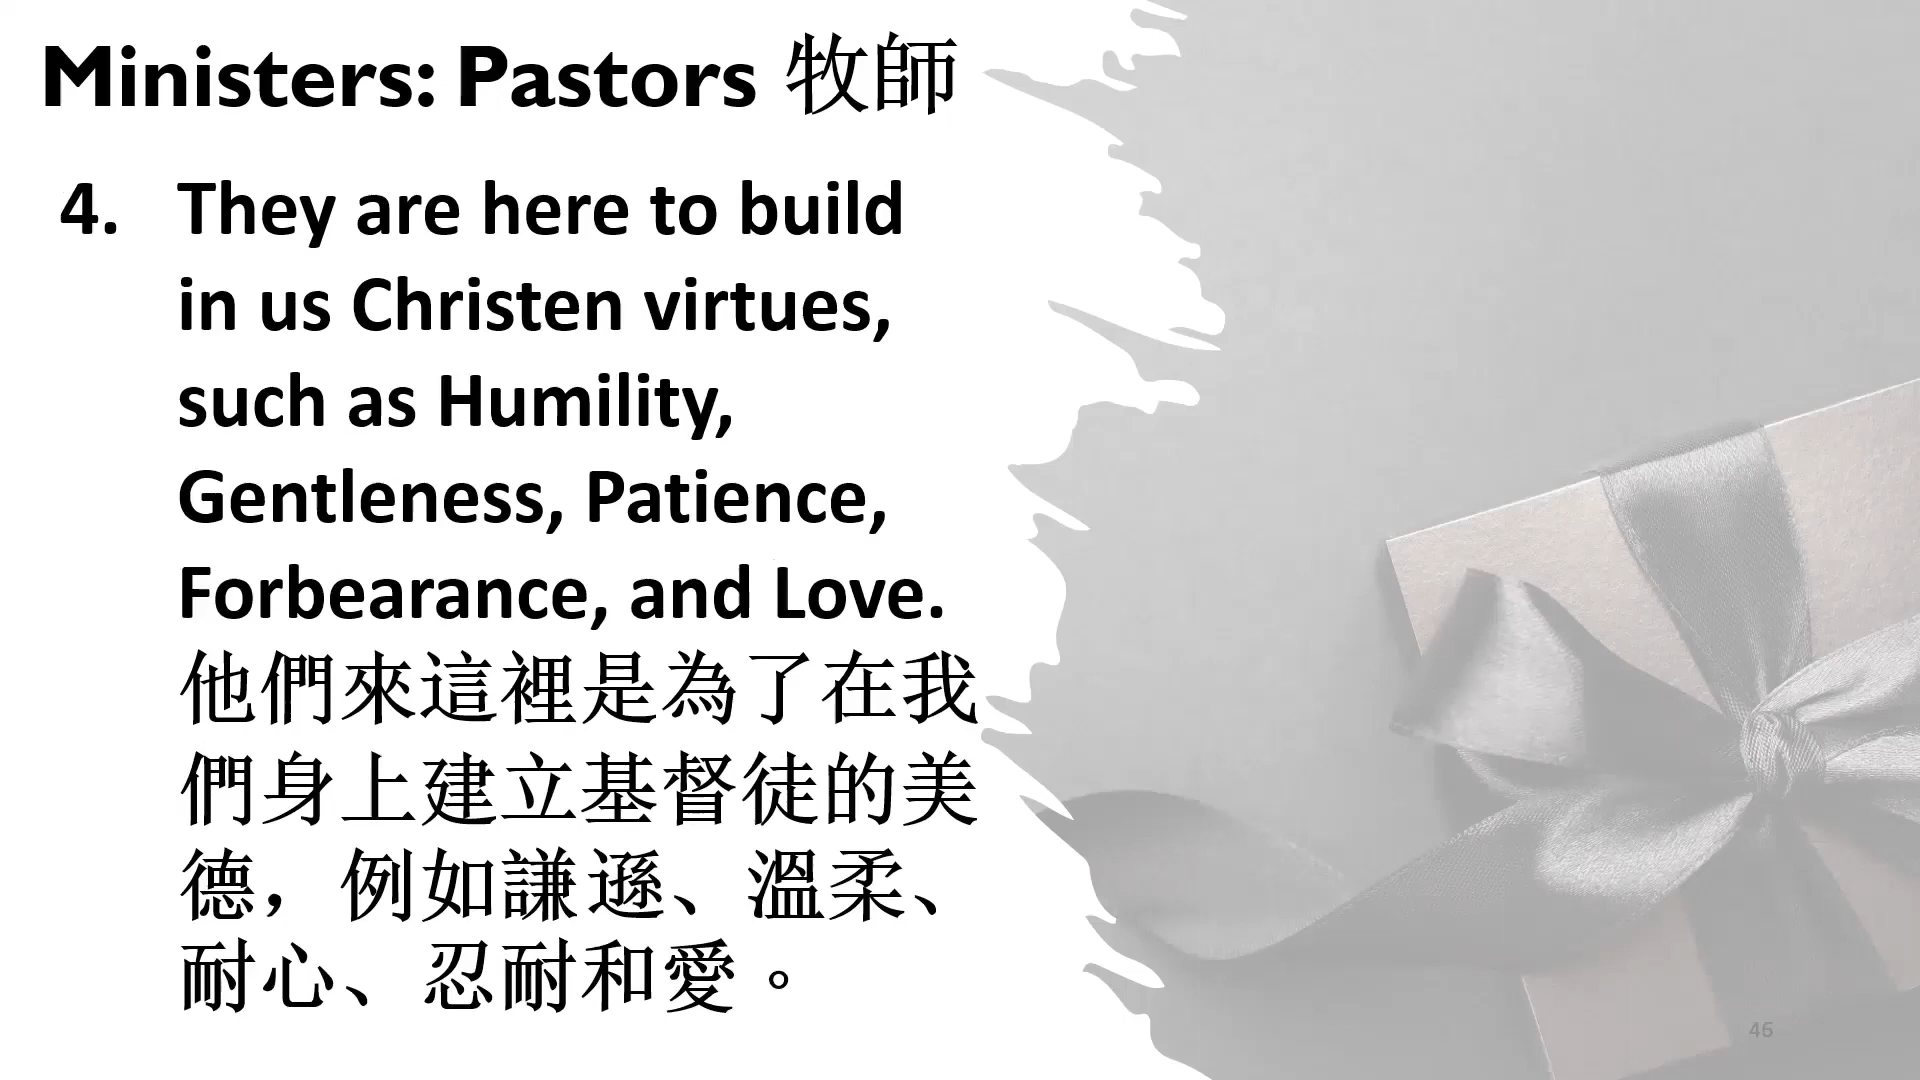 Ministers: Pastors 牧師
4. They are here to build
in us Christen virtues,
such as Humility,
Gentleness, Patience,
Forbearance, and Love.
他們來這裡是為了在我
們身上建立基督徒的美
德，例如謙遜、溫柔、
耐心、忍耐和愛。
46